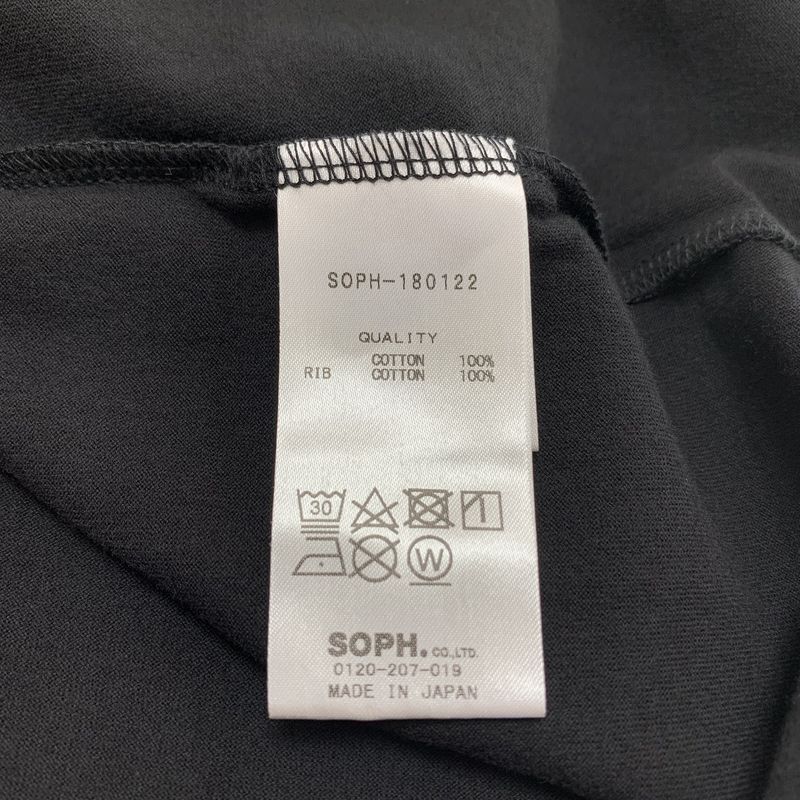 SOPH-180122
QUALITY
COTTON 100%
RIB COTTON 100%
30
W
SOPH. CO.,LTD.
0120-207-019
MADE IN JAPAN